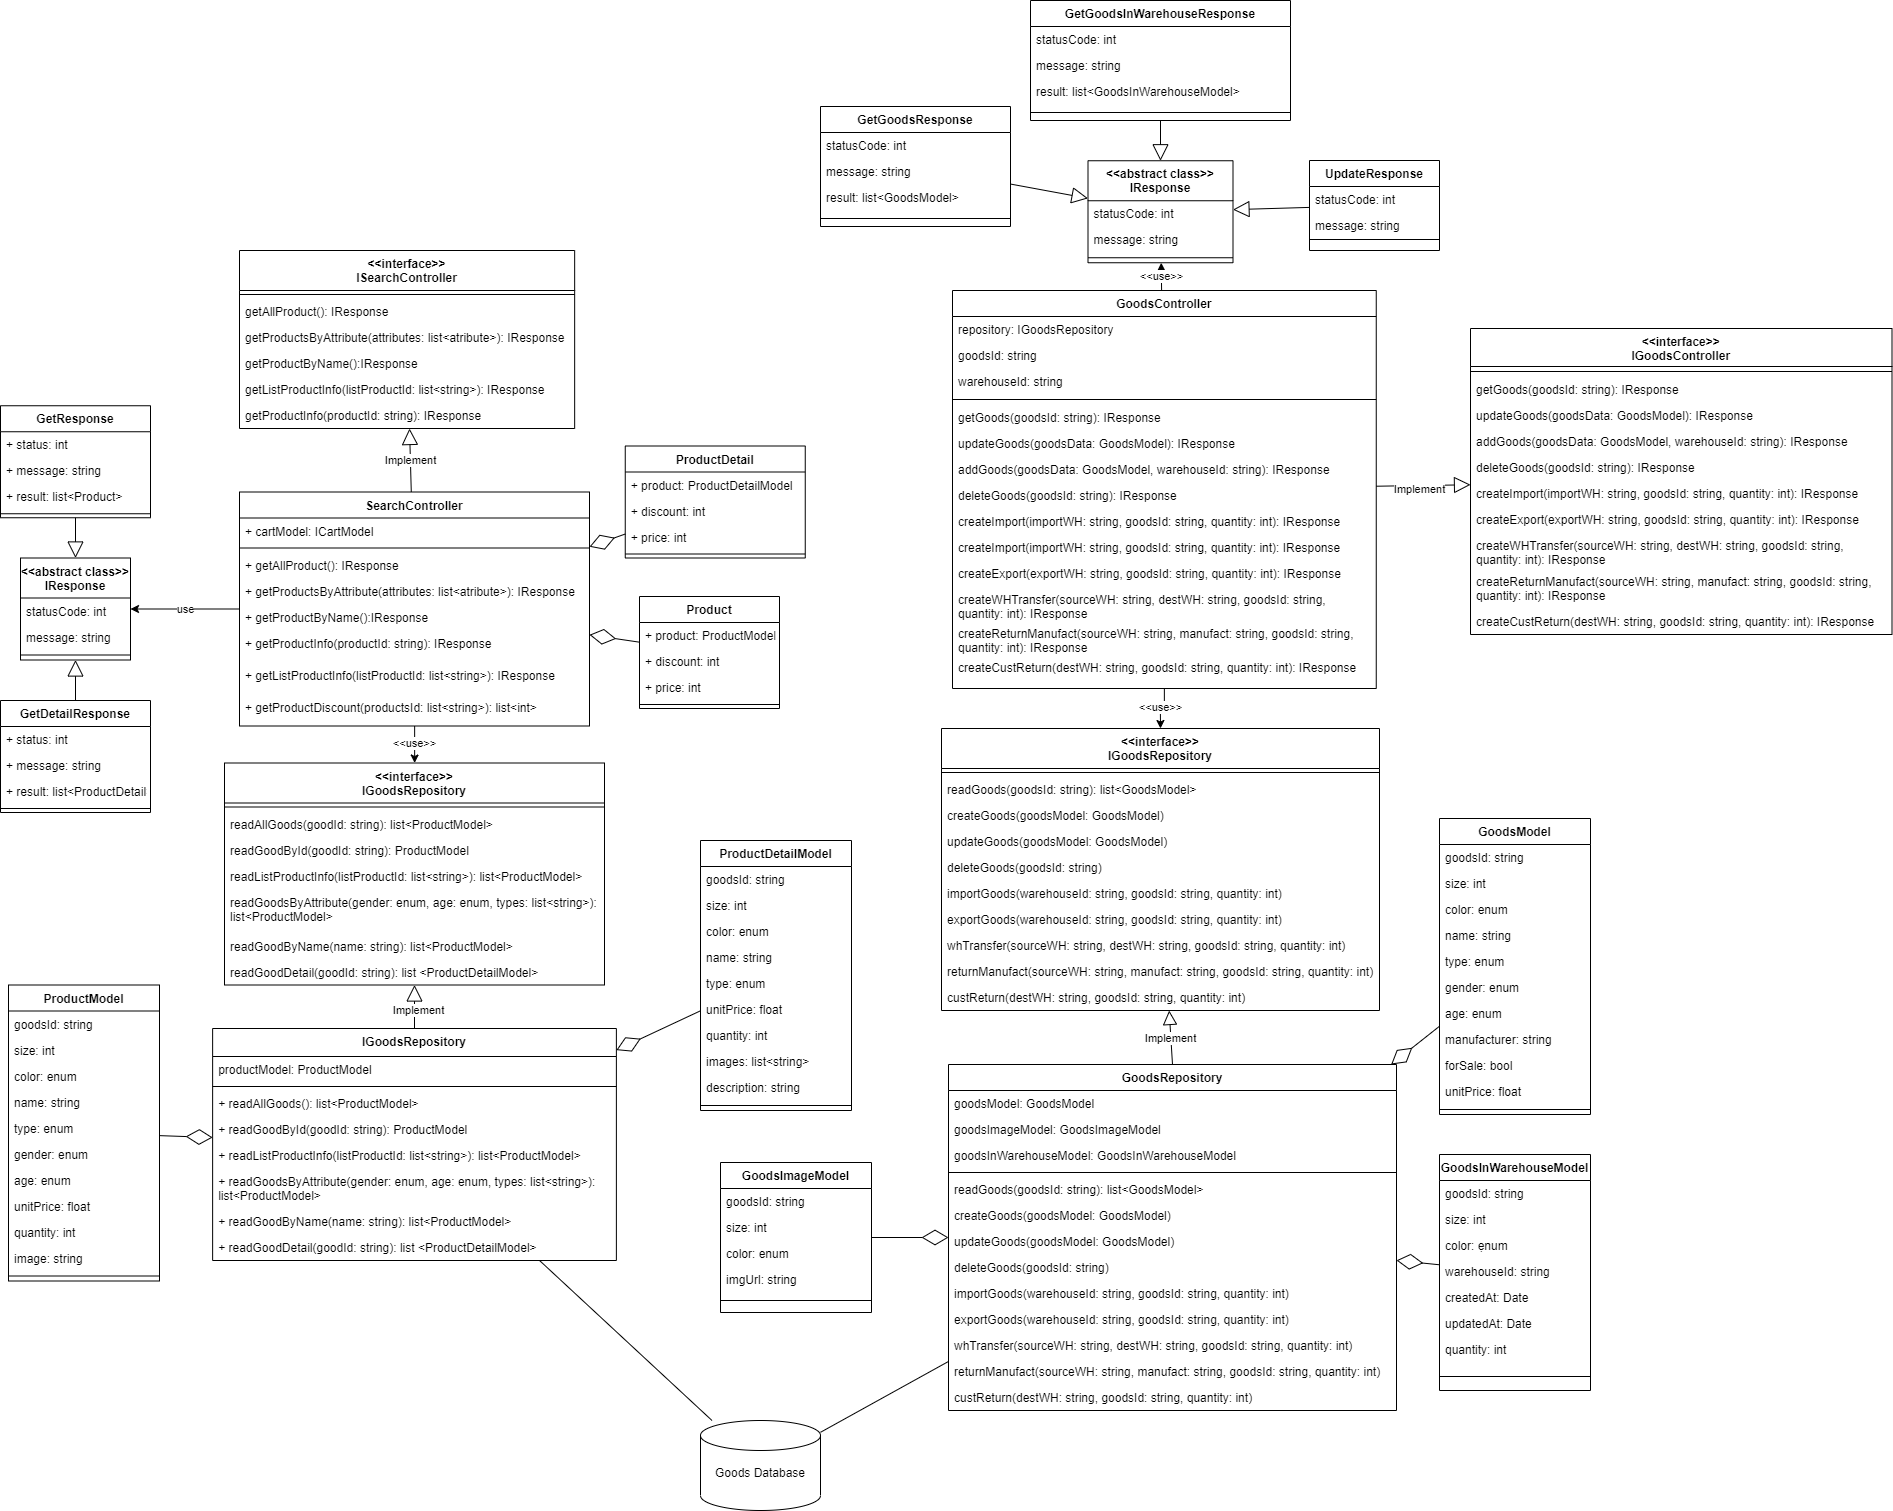 GetGoodsInWarehouseResponse
statusCode: int
message: string
result: list<GoodsInWarehouseModel>
GetGoodsResponse
statusCode: int
message: string
result: list<GoodsModel>
<<abstract class>>
IResponse
statusCode: int
message: string
UpdateResponse
statusCode: int
message: string
<<use>>
<<interface>>
ISearchController
getAllProduct(): IResponse
getProductsByAttribute(attributes: list<atribute>): IResponse
getProductByName():IResponse
getListProductInfo(listProductId: list<string>): IResponse
getProductInfo(productId: string): IResponse
Implement
GetResponse
+ status: int
+ message: string
+ result: list<Product>
<<abstract class>>
IResponse
statusCode: int
message: string
use
GetDetailResponse
+ status: int
+ message: string
+ result: list<ProductDetail
SearchController
+ cartModel: ICartModel
+ getAllProduct(): IResponse
+ getProductsByAttribute(attributes: list<atribute>): IResponse
+ getProductByName():IResponse
+ getProductInfo(productId: string): IResponse
+ getListProductInfo(listProductId: list<string>): IResponse
+ getProductDiscount(productsId: list<string>): list<int>
ProductDetail
+ product: ProductDetailModel
+ discount: int
+ price: int
Product
+ product: ProductModel
+ discount: int
+ price: int
<<use>>
<<interface>>
IGoodsRepository
readAllGoods(goodId: string): list<ProductModel>
readGoodById(goodId: string): ProductModel
readListProductInfo(listProductId: list<string>): list<ProductModel>
readGoodsByAttribute(gender: enum, age: enum, types: list<string>):
list<ProductModel>
readGoodByName(name: string): list<ProductModel>
readGoodDetail(goodId: string): list <ProductDetailModel>
Implement
ProductModel
goodsId: string
size: int
color: enum
name: string
type: enum
gender: enum
age: enum
unitPrice: float
quantity: int
image: string
IGoodsRepository
productModel: ProductModel
+ readAllGoods(): list<ProductModel>
+ readGoodById(goodId: string): ProductModel
+ readListProductInfo(listProductId: list<string>): list<ProductModel>
+ readGoodsByAttribute(gender: enum, age: enum, types: list<string>):
list<ProductModel>
+ readGoodByName(name: string): list<ProductModel>
+ readGoodDetail(goodId: string): list <ProductDetailModel>
ProductDetailModel
goodsId: string
size: int
color: enum
name: string
type: enum
unitPrice: float
quantity: int
images: list<string>
description: string
GoodsController
repository: IGoodsRepository
goodsId: string
warehouseId: string
getGoods(goodsId: string): IResponse
updateGoods(goodsData: GoodsModel): IResponse
addGoods(goodsData: GoodsModel, warehouseId: string): IResponse
deleteGoods(goodsId: string): IResponse
createImport(importWH: string, goodsId: string, quantity: int): IResponse
createImport(importWH: string, goodsId: string, quantity: int): IResponse
createExport(exportWH: string, goodsId: string, quantity: int): IResponse
createWHTransfer(sourceWH: string, destWH: string, goodsId: string,
quantity: int): IResponse
createReturnManufact(sourceWH: string, manufact: string, goodsId: string,
quantity: int): IResponse
createCustReturn(destWH: string, goodsId: string, quantity: int): IResponse
Implement
<<interface>>
IGoodsController
getGoods(goodsId: string): IResponse
updateGoods(goodsData: GoodsModel): IResponse
addGoods(goodsData: GoodsModel, warehouseId: string): IResponse
deleteGoods(goodsId: string): IResponse
createImport(importWH: string, goodsId: string, quantity: int): IResponse
createExport(exportWH: string, goodsId: string, quantity: int): IResponse
createWHTransfer(sourceWH: string, destWH: string, goodsId: string,
quantity: int): IResponse
createReturnManufact(sourceWH: string, manufact: string, goodsId: string,
quantity: int): IResponse
createCustReturn(destWH: string, goodsId: string, quantity: int): IResponse
<<use>>
<<interface>>
IGoodsRepository
readGoods(goodsId: string): list<GoodsModel>
createGoods(goodsModel: GoodsModel)
updateGoods(goodsModel: GoodsModel)
deleteGoods(goodsId: string)
importGoods(warehouseId: string, goodsId: string, quantity: int)
exportGoods(warehouseId: string, goodsId: string, quantity: int)
whTransfer(sourceWH: string, destWH: string, goodsId: string, quantity: int)
returnManufact(sourceWH: string, manufact: string, goodsId: string, quantity: int)
custReturn(destWH: string, goodsId: string, quantity: int)
Implement
GoodsModel
goodsId: string
size: int
color: enum
name: string
type: enum
gender: enum
age: enum
manufacturer: string
forSale: bool
unitPrice: float
GoodsRepository
goodsModel: GoodsModel
goodsImageModel: GoodsImageModel
goodsInWarehouseModel: GoodsInWarehouseModel
readGoods(goodsId: string): list<GoodsModel>
createGoods(goodsModel: GoodsModel)
updateGoods(goodsModel: GoodsModel)
deleteGoods(goodsId: string)
importGoods(warehouseId: string, goodsId: string, quantity: int)
exportGoods(warehouseId: string, goodsId: string, quantity: int)
whTransfer(sourceWH: string, destWH: string, goodsId: string, quantity: int)
returnManufact(sourceWH: string, manufact: string, goodsId: string, quantity: int)
custReturn(destWH: string, goodsId: string, quantity: int)
GoodsImageModel
goodsId: string
size: int
color: enum
imgUrl: string
GoodsInWarehouseModel
goodsId: string
size: int
color: enum
warehouseId: string
createdAt: Date
updatedAt: Date
quantity: int
Goods Database